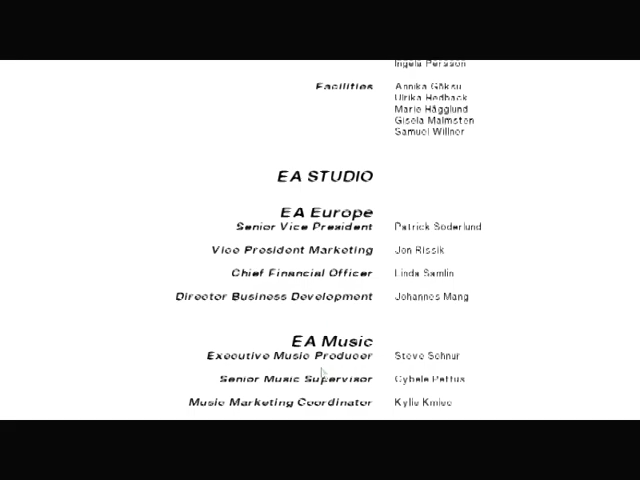 Ingela Persson
Facilities Annika Göksu
Ulrika Hedback
Marie Hägglund
Gisela Malmsten
Samuel Willner
EA STUDIO
EA Europe
Senior Vice President Patrick Soderlund
Vice President Marketing Jon Rissik
Chief Financial Officer Linda Samlin
Director Business Development Johannes Mang
EA Music
Executive Music Producer Steve Schnur
Senior Music Supervisor Cybele Pettus
Music Marketing Coordinator Kylie Kmiec